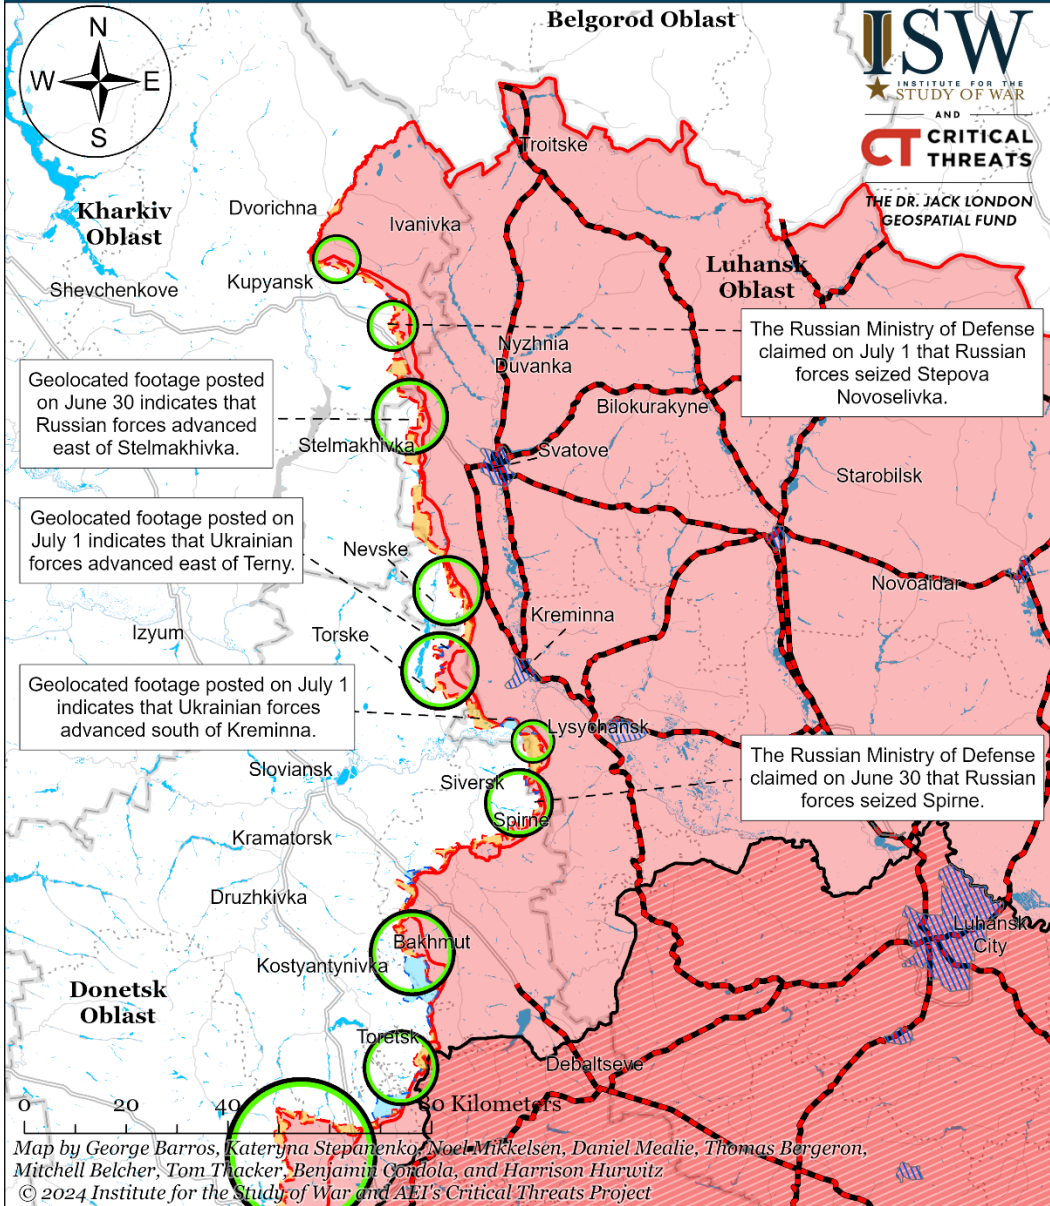 Belgorod Oblast
N
W
E
S
ISW
INSTITUTE FOR THE
STUDY OF WAR
AND
CT CRITICAL
THREATS
THE DR. JACK LONDON
GEOSPATIAL FUND
Troitske
Dvorichna
Kharkiv
Oblast
Ivanivka
Kupyansk
Shevchenkove
Luhansk
Oblast
The Russian Ministry of Defense
claimed on July 1 that Russian
forces seized Stepova
Novoselivka.
Nyzhnia
Duvanka
Geolocated footage posted
on June 30 indicates that
Russian forces advanced
east of Stelmakhivka.
Bilokurakyne
Stelmakhivka
Svatove
Starobilsk
Geolocated footage posted on
July 1 indicates that Ukrainian
forces advanced east of Terny.
Nevske
Novoaidar
Kreminna
Izyum
Torske
Geolocated footage posted on July 1
indicates that Ukrainian forces
advanced south of Kreminna.
Lysychansk
The Russian Ministry of Defense
claimed on June 30 that Russian
forces seized Spirne.
Sloviansk
Siversk
Spirne
Kramatorsk
Druzhkivka
Luhansk
City
Bakhmut
Kostyantynivka
Donetsk
Oblast
Toretsk
Debaltseve
0 20 40 80 Kilometers
Map by George Barros, Kateryna Stepanenko, Noel Mikkelsen, Daniel Mealie, Thomas Bergeron,
Mitchell Belcher, Tom Thacker, Benjamin Cordola, and Harrison Hurwitz
© 2024 Institute for the Study of War and AEI's Critical Threats Project